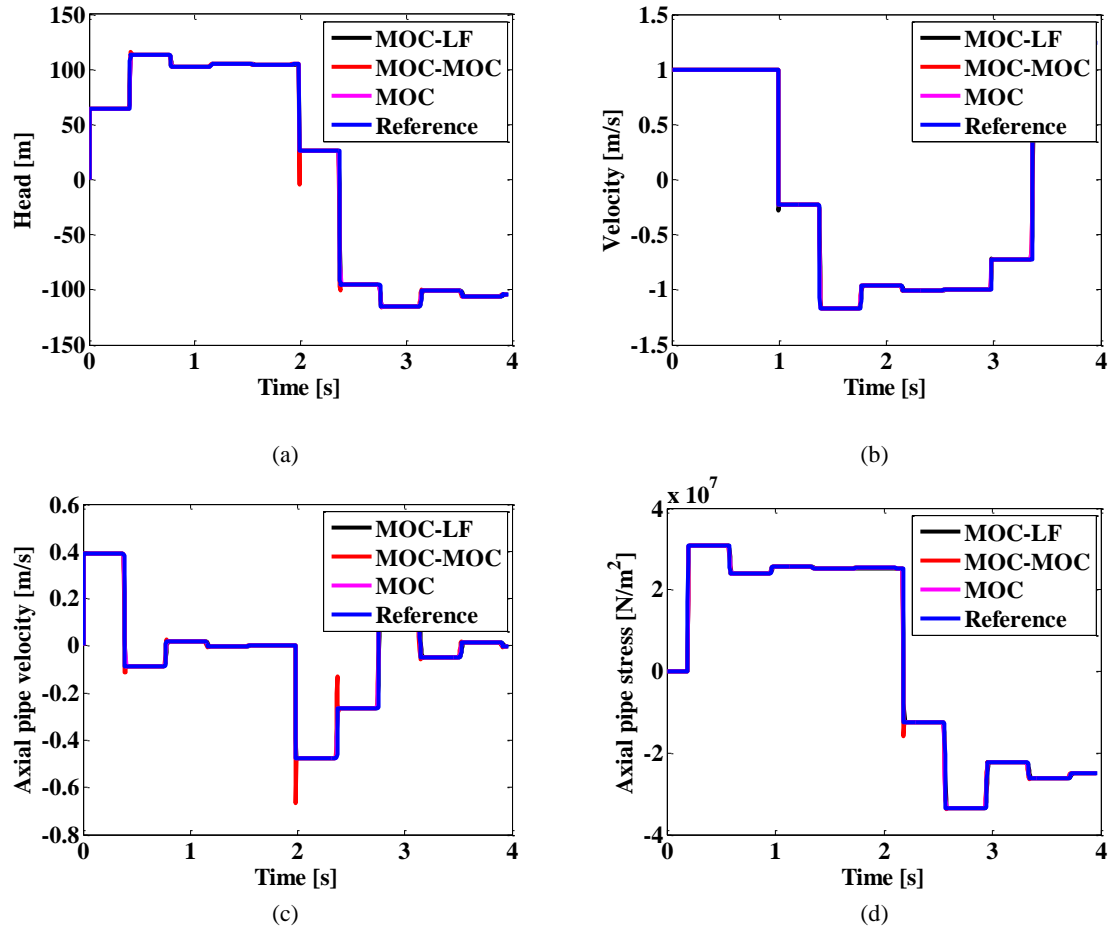 150
100
50
0
-50
-100
-150
Head [m]
0
1
2
3
4
Time [s]
MOC-LF
MOC-MOC
MOC
Reference
(a)
1.5
1
0.5
0
-0.5
-1
-1.5
Velocity [m/s]
0
1
2
3
4
Time [s]
MOC-LF
MOC-MOC
MOC
Reference
(b)
0.6
0.4
0.2
0
-0.2
-0.4
-0.6
-0.8
Axial pipe velocity [m/s]
0
1
2
3
4
Time [s]
MOC-LF
MOC-MOC
MOC
Reference
(c)
x 10^7
4
2
0
-2
-4
Axial pipe stress [N/m²]
0
1
2
3
4
Time [s]
MOC-LF
MOC-MOC
MOC
Reference
(d)